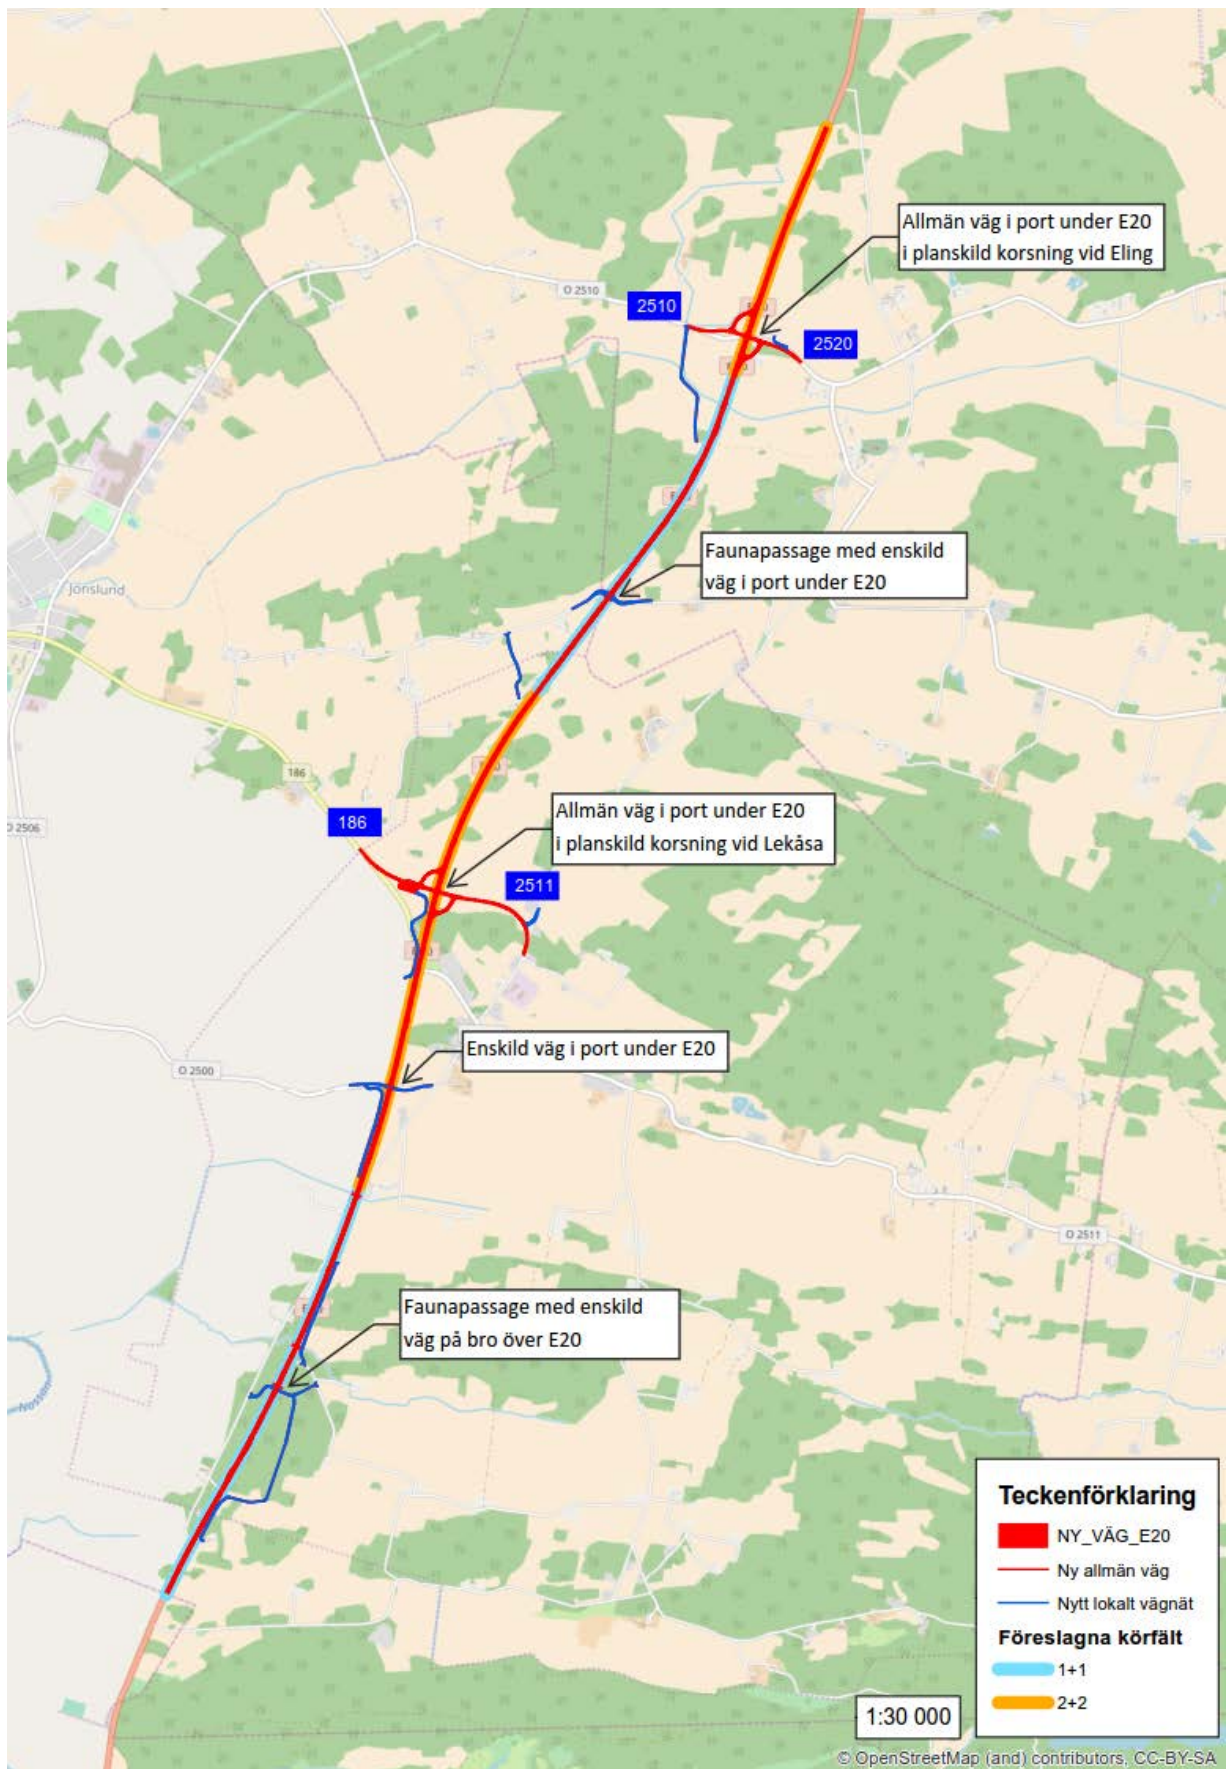 Allmän väg i port under E20
i planskild korsning vid Eling
O 2510
2510
2520
Faunapassage med enskild
väg i port under E20
Jonslund
186
O 2506
Allmän väg i port under E20
i planskild korsning vid Lekåsa
186
2511
Enskild väg i port under E20
O 2500
O 2511
Faunapassage med enskild
väg på bro över E20
Teckenförklaring
NY_VÄG_E20
Ny allmän väg
Nytt lokalt vägnät
Föreslagna körfält
1+1
2+2
1:30 000
© OpenStreetMap (and) contributors, CC-BY-SA